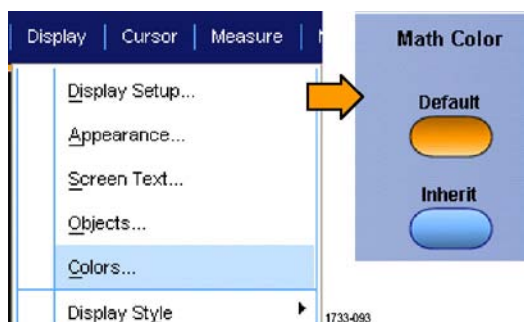 Display Cursor Measure
Display Setup...
Appearance...
Screen Text...
Objects...
Colors...
Display Style
Math Color
Default
Inherit
1733-093